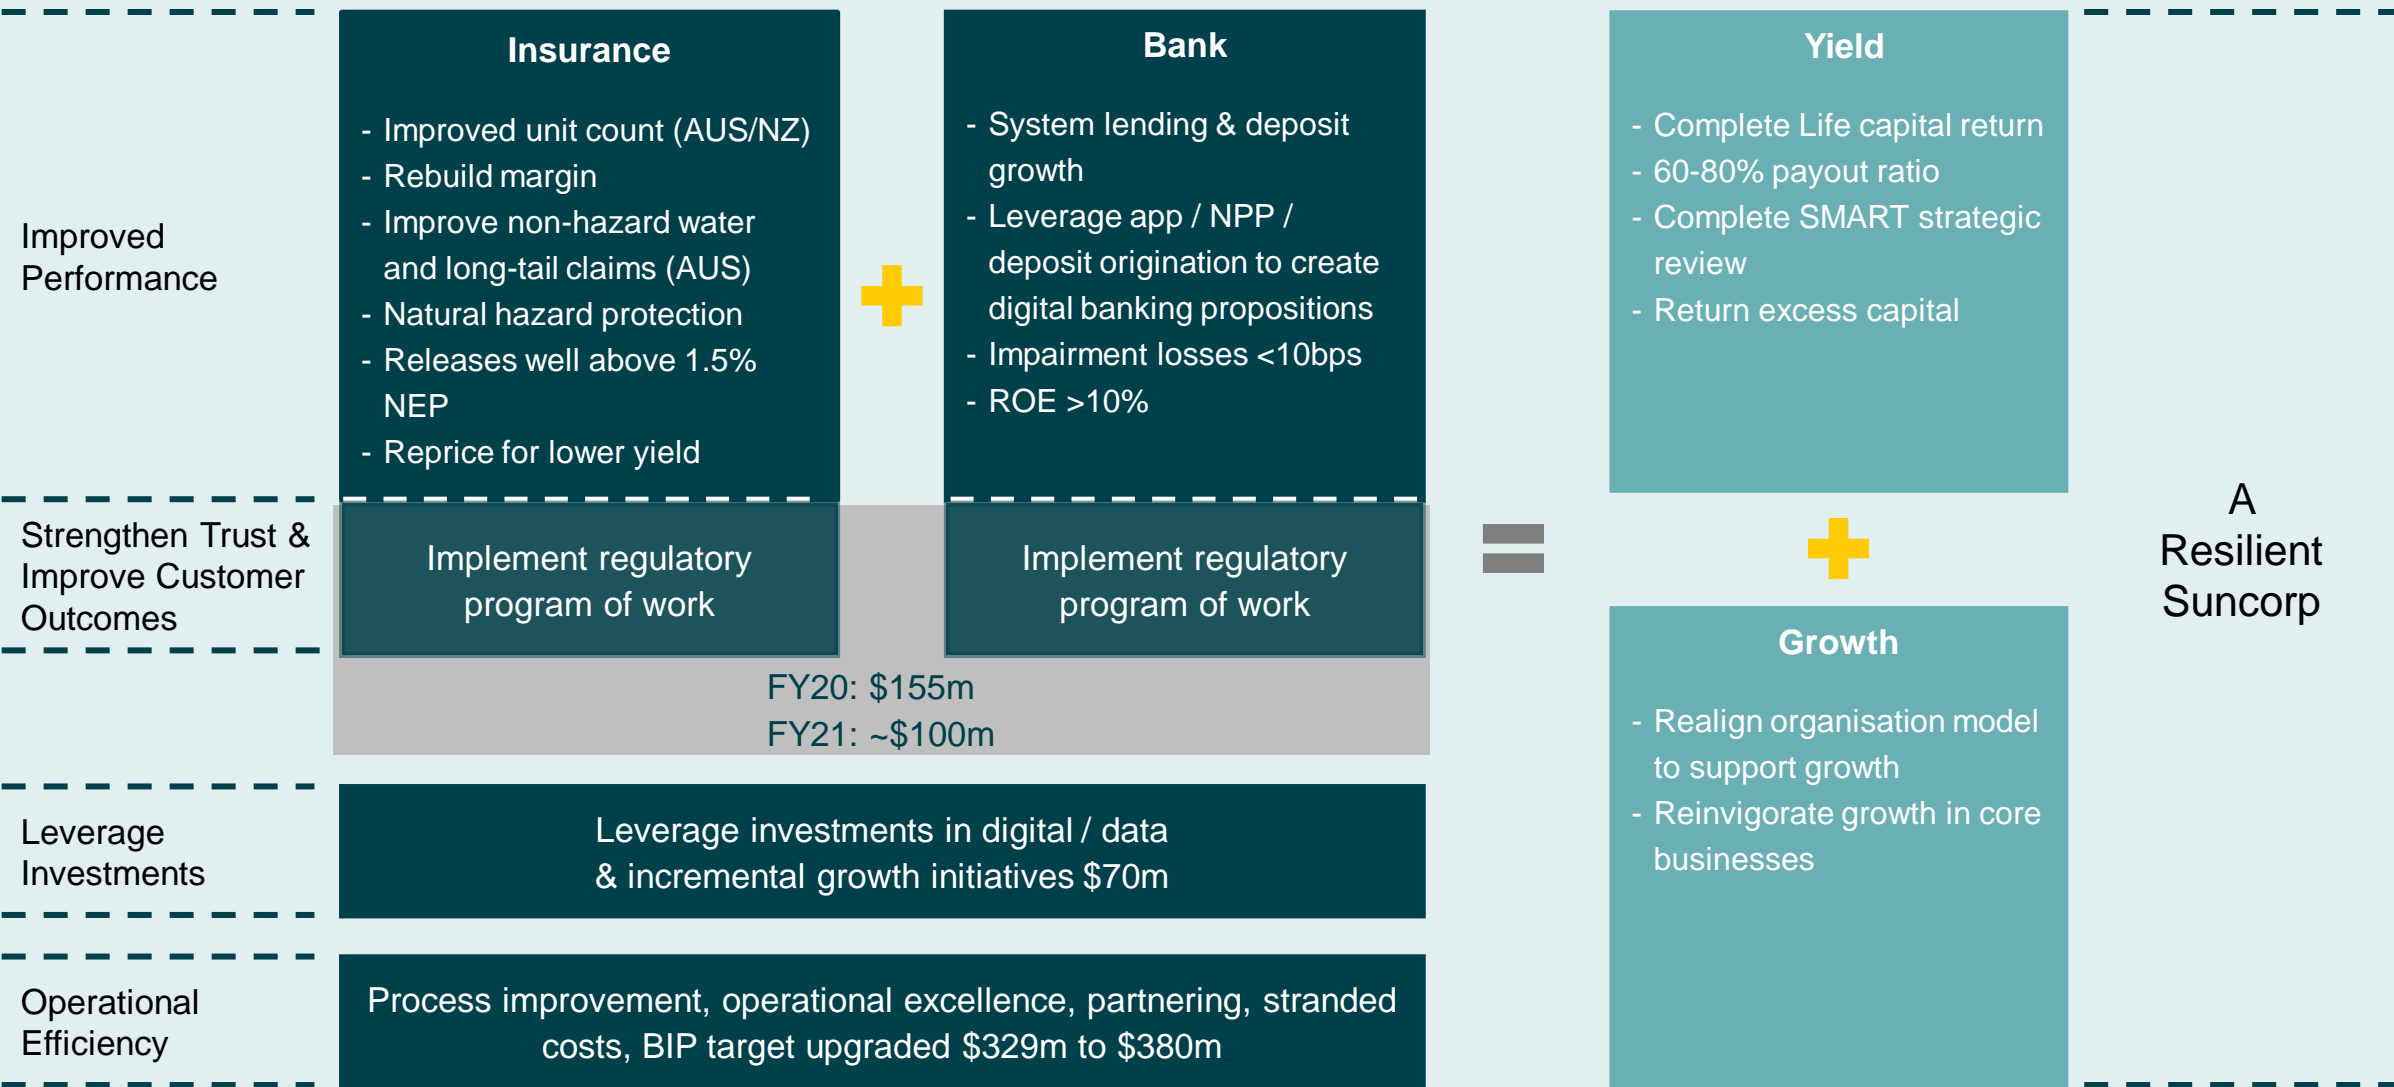 Improved
Performance
Insurance
- Improved unit count (AUS/NZ)
- Rebuild margin
- Improve non-hazard water
and long-tail claims (AUS)
- Natural hazard protection
- Releases well above 1.5%
NEP
- Reprice for lower yield
Bank
- System lending & deposit
growth
- Leverage app / NPP /
deposit origination to create
digital banking propositions
- Impairment losses <10bps
- ROE >10%
Yield
- Complete Life capital return
- 60-80% payout ratio
- Complete SMART strategic
review
- Return excess capital
Strengthen Trust &
Improve Customer
Outcomes
Implement regulatory
program of work
Implement regulatory
program of work
FY20: $155m
FY21: ~$100m
Growth
- Realign organisation model
to support growth
- Reinvigorate growth in core
businesses
A
Resilient
Suncorp
Leverage
Investments
Leverage investments in digital / data
& incremental growth initiatives $70m
Operational
Efficiency
Process improvement, operational excellence, partnering, stranded
costs, BIP target upgraded $329m to $380m